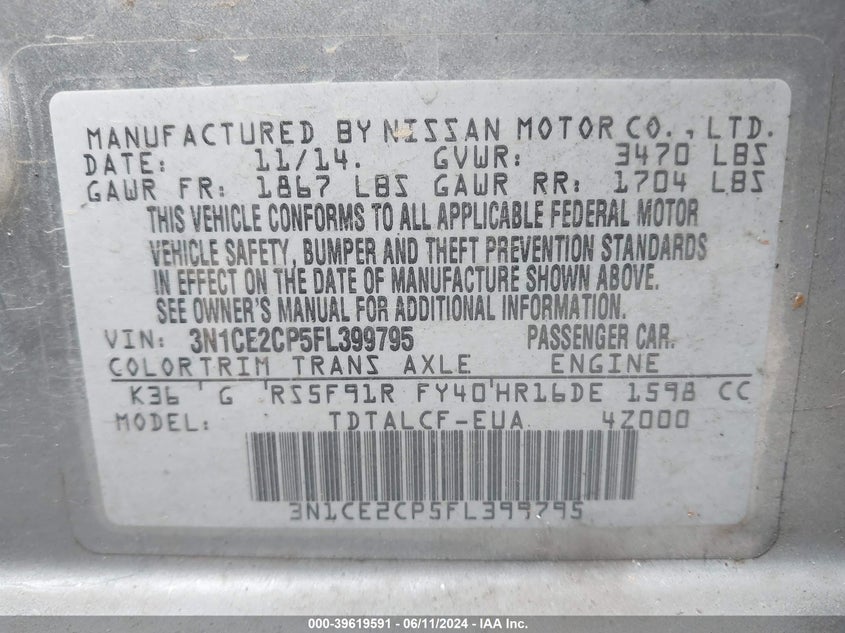 MANUFACTURED BY NISSAN MOTOR CO., LTD.
DATE: 11/14. GVWR: 3470 LBS
GAWR FR: 1867 LBS GAWR RR: 1704 LBS
THIS VEHICLE CONFORMS TO ALL APPLICABLE FEDERAL MOTOR
VEHICLE SAFETY, BUMPER AND THEFT PREVENTION STANDARDS
IN EFFECT ON THE DATE OF MANUFACTURE SHOWN ABOVE.
SEE OWNER'S MANUAL FOR ADDITIONAL INFORMATION.
VIN: 3N1CE2CP5FL399795 PASSENGER CAR.
COLORTRIM TRANS AXLE ENGINE
K36 ' G 'RS5F91R FY40'HR16DE 1598 CC
MODEL: TDTALCF-EUA 4Z000
3N1CE2CP5FL399795
000-39619591 - 06/11/2024 - IAA Inc.